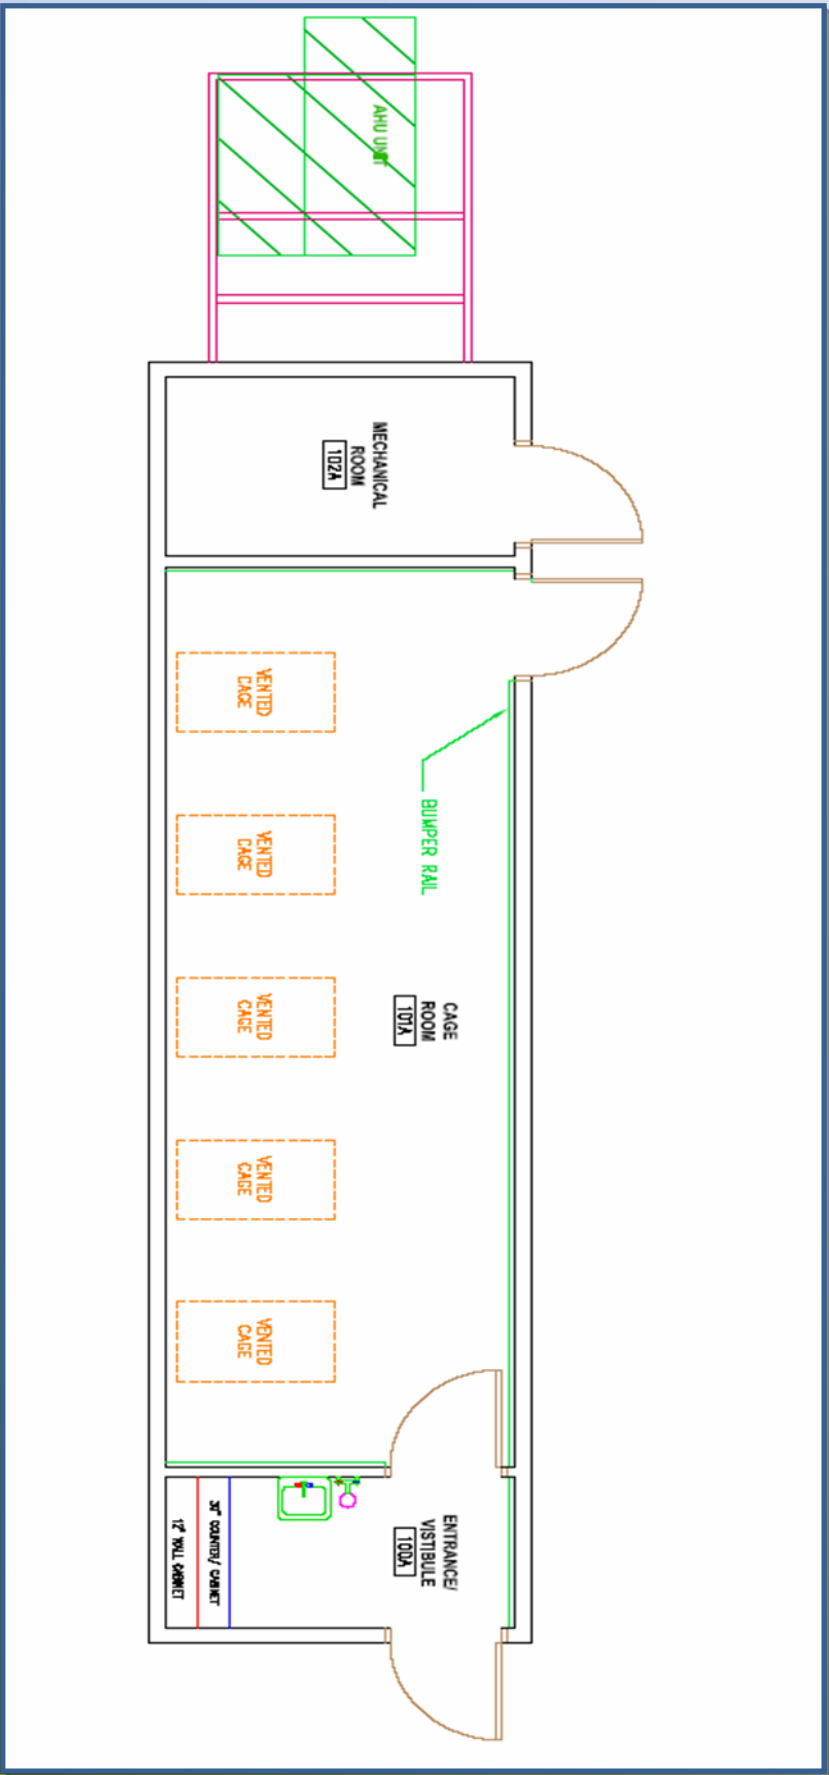 AHU UNIT
MECHANICAL
ROOM
102A
VENTED
CAGE
BUMPER RAIL
VENTED
CAGE
CAGE
ROOM
101A
VENTED
CAGE
VENTED
CAGE
VENTED
CAGE
ENTRANCE/
VISTIBULE
100A
30" COUNTER/ CABINET
12" WALL CABINET